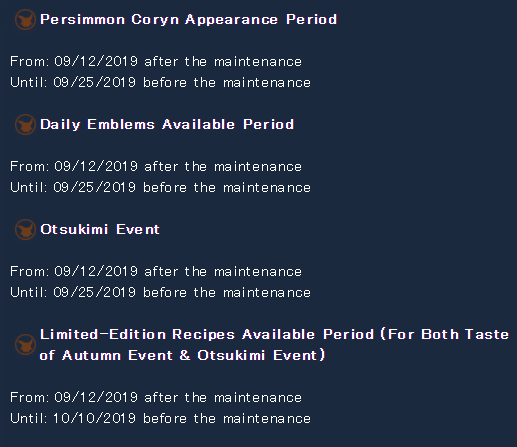 Persimmon Coryn Appearance Period
From: 09/12/2019 after the maintenance
Until: 09/25/2019 before the maintenance
Daily Emblems Available Period
From: 09/12/2019 after the maintenance
Until: 09/25/2019 before the maintenance
Otsukimi Event
From: 09/12/2019 after the maintenance
Until: 09/25/2019 before the maintenance
Limited-Edition Recipes Available Period (For Both Taste
of Autumn Event & Otsukimi Event)
From: 09/12/2019 after the maintenance
Until: 10/10/2019 before the maintenance